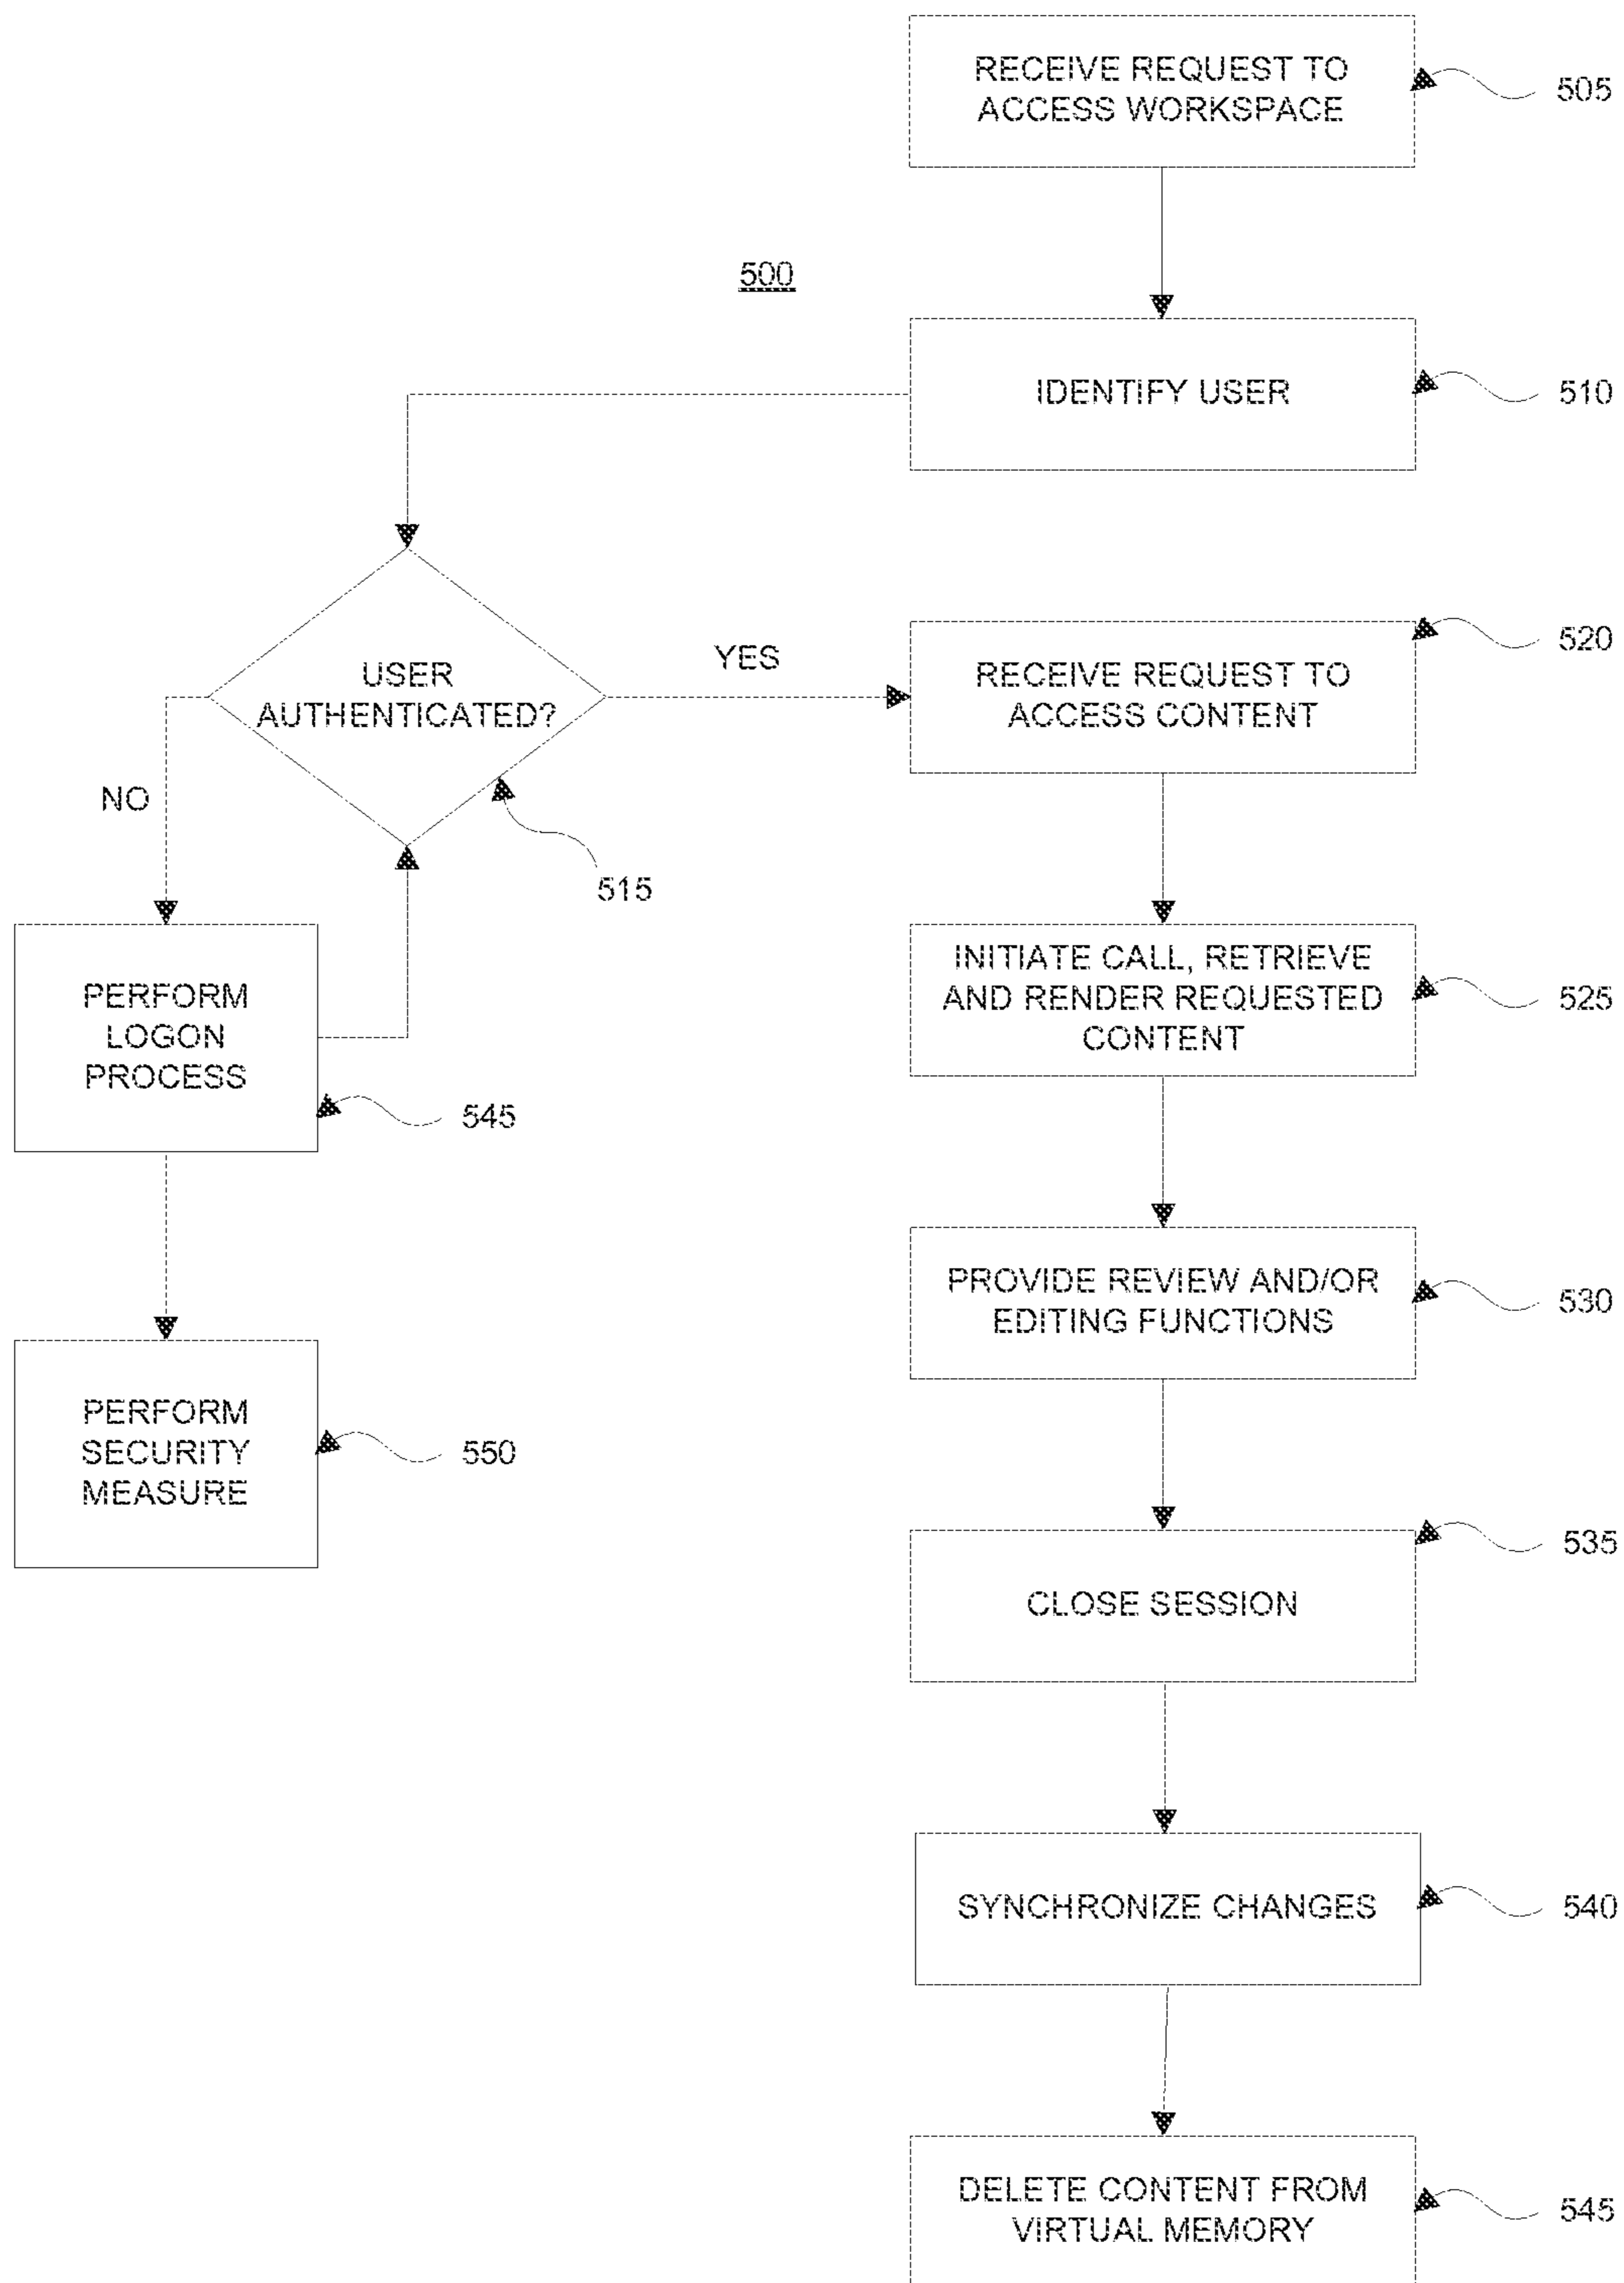 RECEIVE REQUEST TO
ACCESS WORKSPACE
505
500
IDENTIFY USER
510
USER
AUTHENTICATED?
515
YES
NO
RECEIVE REQUEST TO
ACCESS CONTENT
520
INITIATE CALL, RETRIEVE
AND RENDER REQUESTED
CONTENT
525
PERFORM
LOGON
PROCESS
545
PROVIDE REVIEW AND/OR
EDITING FUNCTIONS
530
PERFORM
SECURITY
MEASURE
550
CLOSE SESSION
535
SYNCHRONIZE CHANGES
540
DELETE CONTENT FROM
VIRTUAL MEMORY
545